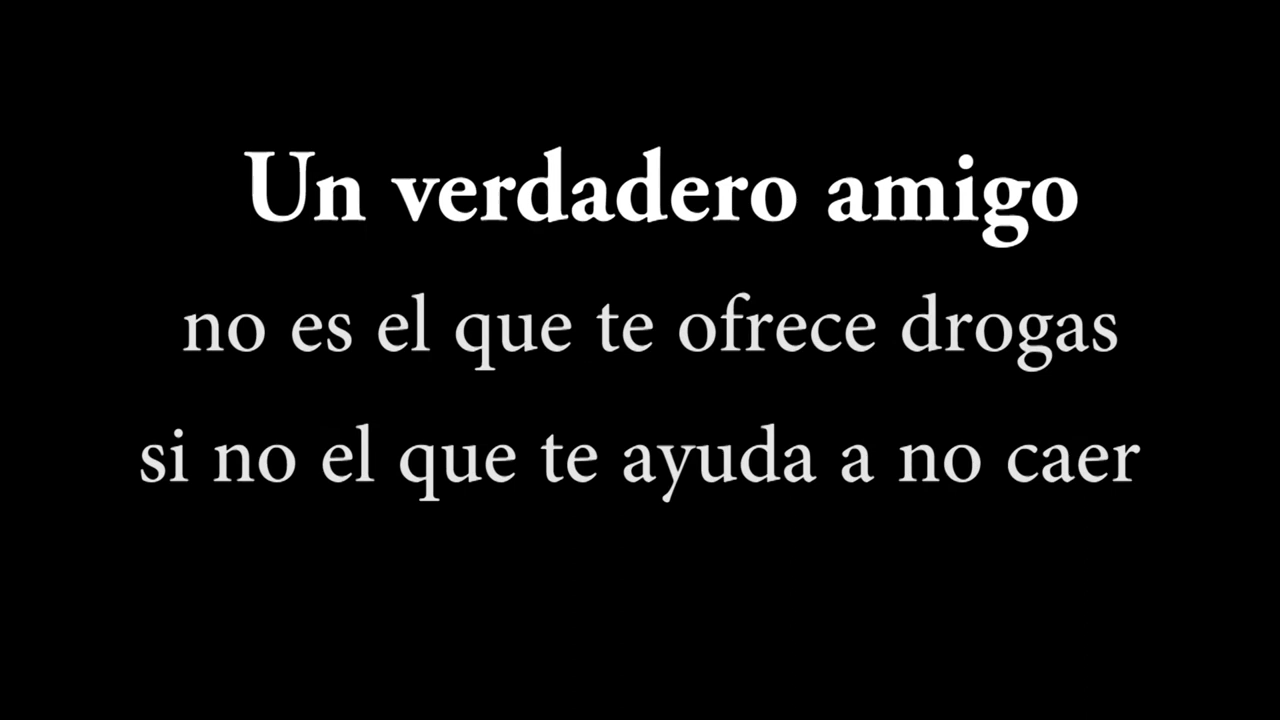 Un verdadero amigo
no es el que te ofrece drogas
si no el que te ayuda a no caer